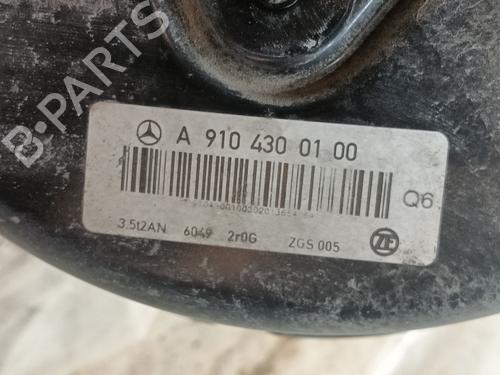 B-PARTS
A 910 430 01 00
Q6
3.5t2AN 6049 2r0G ZGS 005
ZF